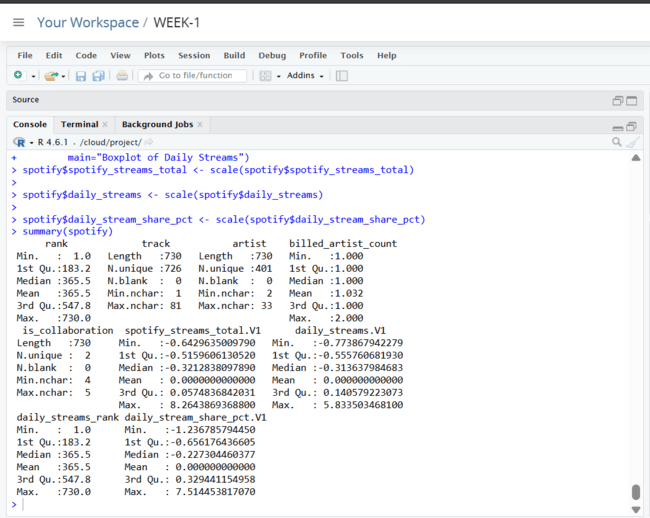 Your Workspace / WEEK-1
File Edit Code View Plots Session Build Debug Profile Tools Help
Go to file/function Addins
Source
Console Terminal × Background Jobs ×
R 4.6.1 . /cloud/project/
+ main="Boxplot of Daily Streams")
> spotify$spotify_streams_total <- scale(spotify$spotify_streams_total)
>
> spotify$daily_streams <- scale(spotify$daily_streams)
>
> spotify$daily_stream_share_pct <- scale(spotify$daily_stream_share_pct)
> summary(spotify)
rank track artist billed_artist_count
Min. : 1.0 Length :730 Length :730 Min. :1.000
1st Qu.:183.2 N.unique :726 N.unique :401 1st Qu.:1.000
Median :365.5 N.blank : 0 N.blank : 0 Median :1.000
Mean :365.5 Min.nchar: 1 Min.nchar: 2 Mean :1.032
3rd Qu.:547.8 Max.nchar: 81 Max.nchar: 33 3rd Qu.:1.000
Max. :730.0 Max. :2.000
is_collaboration spotify_streams_total.V1 daily_streams.V1
Length :730 Min. :-0.6429635009790 Min. :-0.773867942279
N.unique : 2 1st Qu.:-0.5159606130520 1st Qu.:-0.555760681930
N.blank : 0 Median :-0.3212838097890 Median :-0.313637984683
Min.nchar: 4 Mean : 0.0000000000000 Mean : 0.000000000000
Max.nchar: 5 3rd Qu.: 0.0574836842031 3rd Qu.: 0.140579223073
Max. : 8.2643869368800 Max. : 5.833503468100
daily_streams_rank daily_stream_share_pct.V1
Min. : 1.0 Min. :-1.236785794450
1st Qu.:183.2 1st Qu.:-0.656176436605
Median :365.5 Median :-0.227304460377
Mean :365.5 Mean : 0.000000000000
3rd Qu.:547.8 3rd Qu.: 0.329441154958
Max. :730.0 Max. : 7.514453817070
>